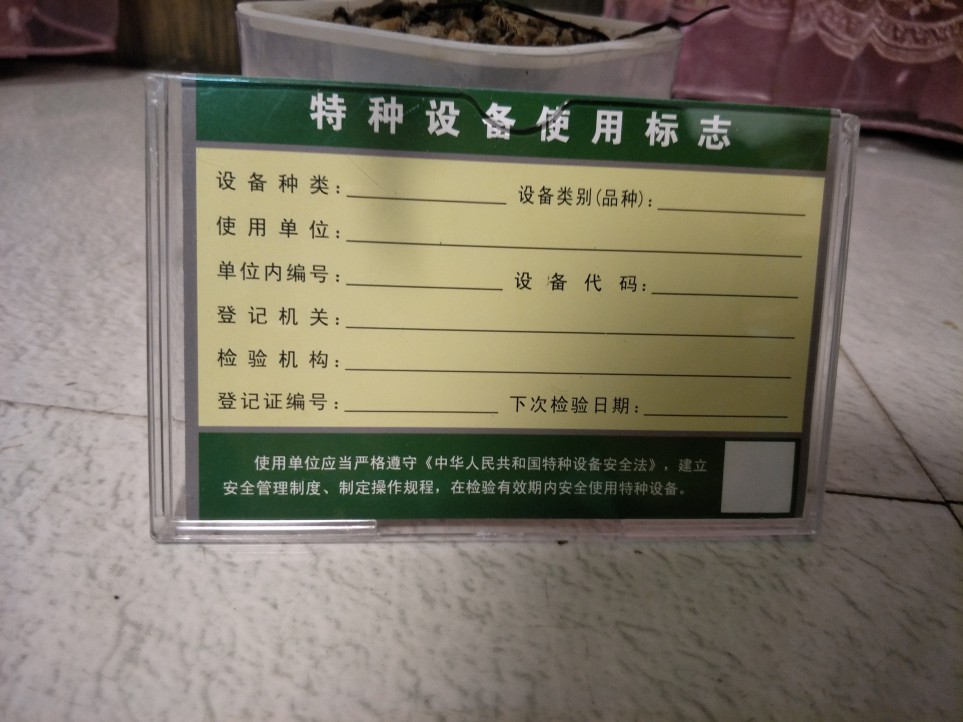 特种设备使用标志
设备种类： 设备类别(品种)：
使用单位：
单位内编号： 设备代码：
登记机关：
检验机构：
登记证编号： 下次检验日期：
使用单位应当严格遵守《中华人民共和国特种设备安全法》，建立
安全管理制度、制定操作规程，在检验有效期内安全使用特种设备。